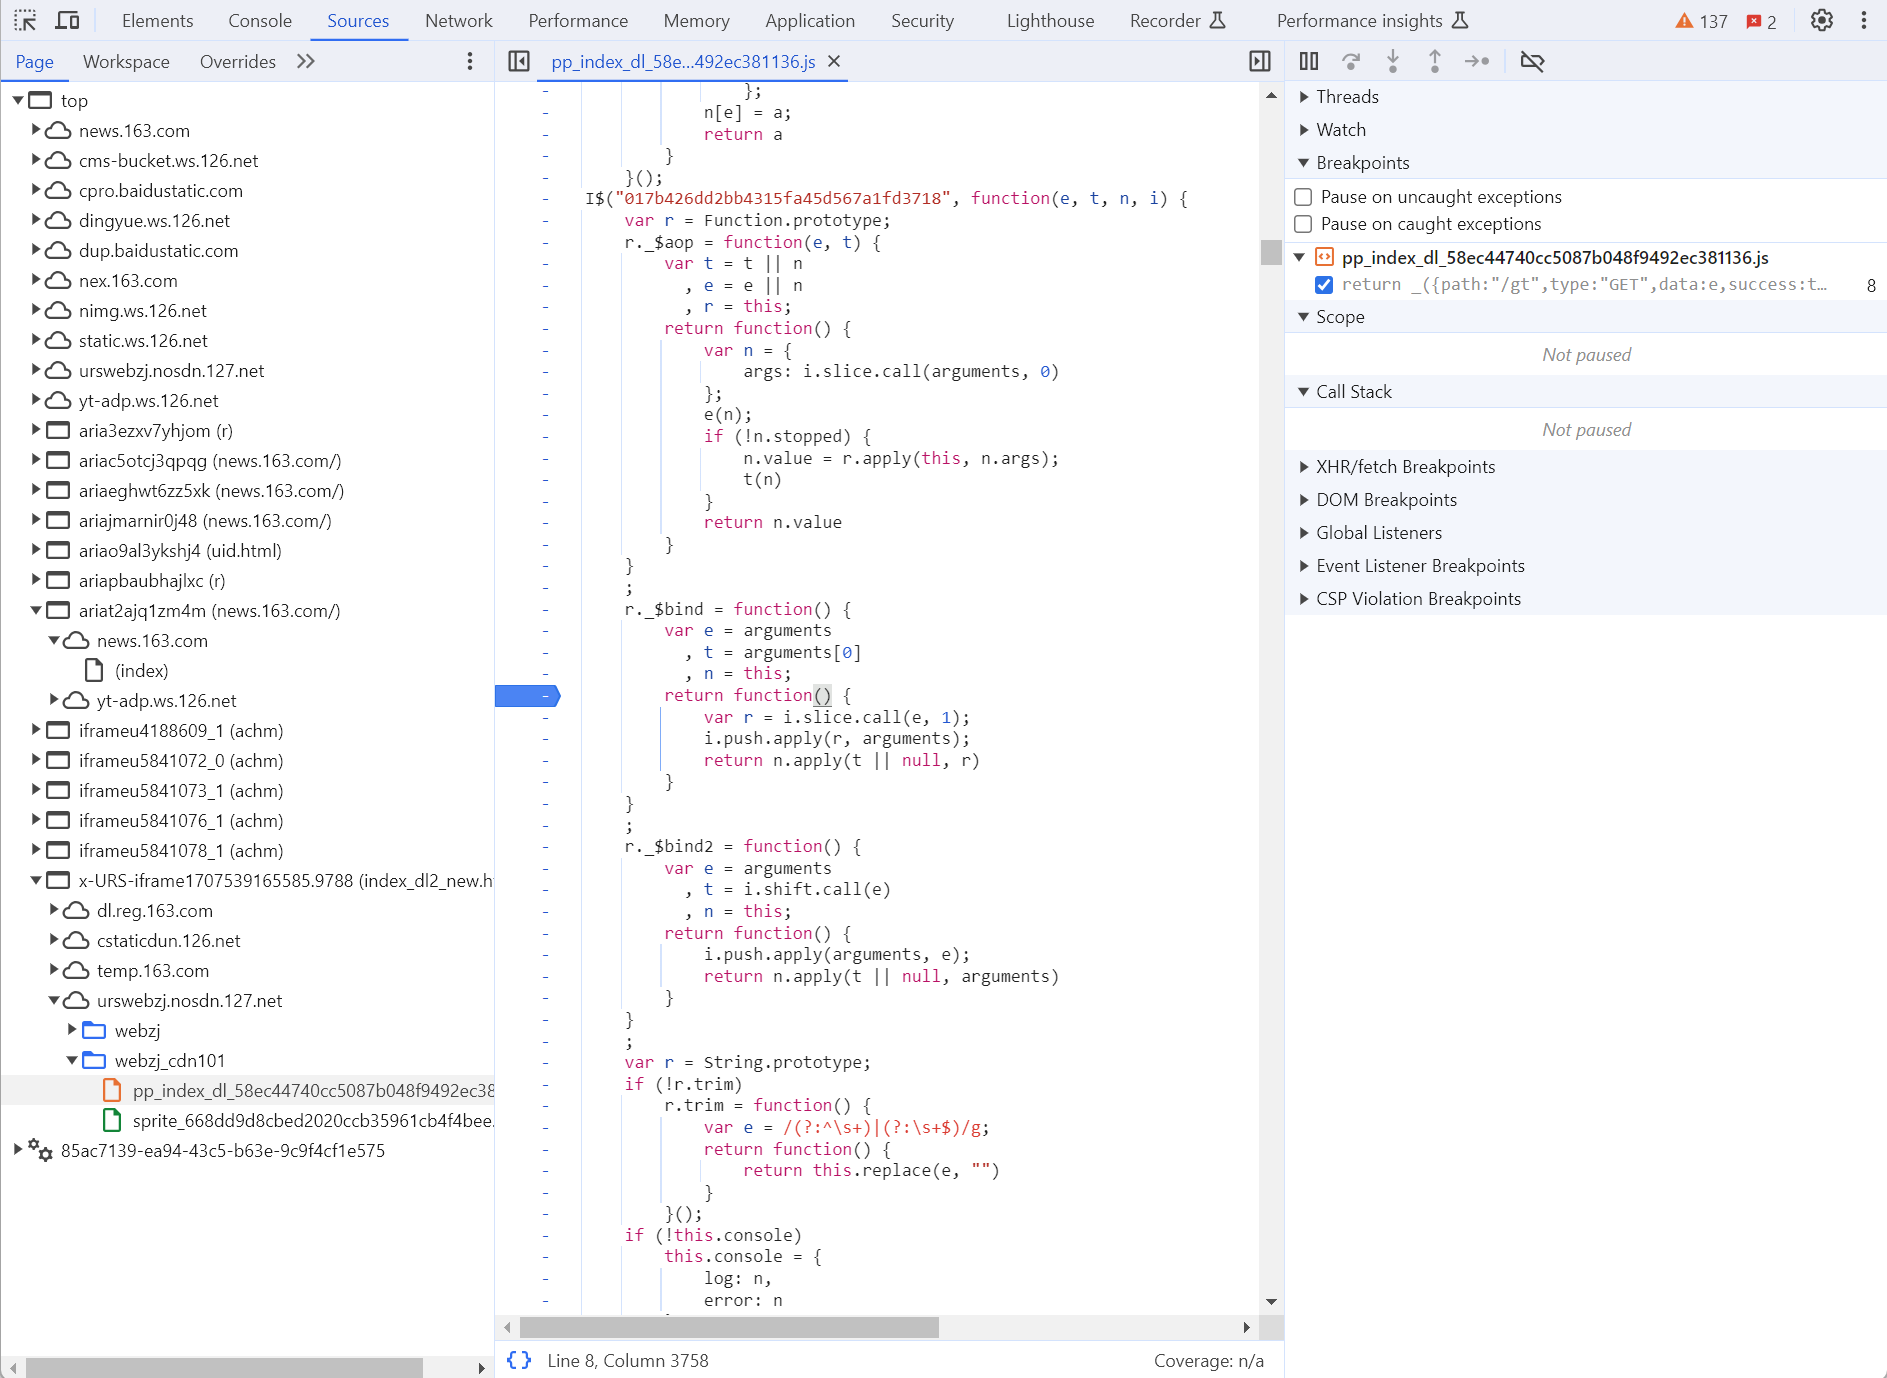 Elements Console Sources Network Performance Memory Application Security Lighthouse Recorder Performance insights 137 2
Page Workspace Overrides
top
news.163.com
cms-bucket.ws.126.net
cpro.baidustatic.com
dingyue.ws.126.net
dup.baidustatic.com
nex.163.com
nimg.ws.126.net
static.ws.126.net
urswebzj.nosdn.127.net
yt-adp.ws.126.net
aria3ezxv7yhjom (r)
ariac5otcj3qpqg (news.163.com/)
ariaeghwt6zz5xk (news.163.com/)
ariajmarnir0j48 (news.163.com/)
ariao9al3ykshj4 (uid.html)
ariapbaubhajlxc (r)
ariat2ajq1zm4m (news.163.com/)
news.163.com
(index)
yt-adp.ws.126.net
iframeu4188609_1 (achm)
iframeu5841072_0 (achm)
iframeu5841073_1 (achm)
iframeu5841076_1 (achm)
iframeu5841078_1 (achm)
x-URS-iframe1707539165585.9788 (index_dl2_new.h
dl.reg.163.com
cstaticdun.126.net
temp.163.com
urswebzj.nosdn.127.net
webzj
webzj_cdn101
pp_index_dl_58ec44740cc5087b048f9492ec38
sprite_668dd9d8cbed2020ccb35961cb4f4bee.
85ac7139-ea94-43c5-b63e-9c9f4cf1e575
pp_index_dl_58e...492ec381136.js
};
n[e] = a;
return a
}
}();
I$("017b426dd2bb4315fa45d567a1fd3718", function(e, t, n, i) {
var r = Function.prototype;
r._$aop = function(e, t) {
var t = t || n
, e = e || n
, r = this;
return function() {
var n = {
args: i.slice.call(arguments, 0)
};
e(n);
if (!n.stopped) {
n.value = r.apply(this, n.args);
t(n)
}
return n.value
}
}
;
r._$bind = function() {
var e = arguments
, t = arguments[0]
, n = this;
return function() {
var r = i.slice.call(e, 1);
i.push.apply(r, arguments);
return n.apply(t || null, r)
}
}
;
r._$bind2 = function() {
var e = arguments
, t = i.shift.call(e)
, n = this;
return function() {
i.push.apply(arguments, e);
return n.apply(t || null, arguments)
}
}
;
var r = String.prototype;
if (!r.trim)
r.trim = function() {
var e = /(?:^\s+)|(?:\s+$)/g;
return function() {
return this.replace(e, "")
}
}();
if (!this.console)
this.console = {
log: n,
error: n
{} Line 8, Column 3758 Coverage: n/a
Threads
Watch
Breakpoints
Pause on uncaught exceptions
Pause on caught exceptions
pp_index_dl_58ec44740cc5087b048f9492ec381136.js
return _({path:"/gt",type:"GET",data:e,success:t... 8
Scope
Not paused
Call Stack
Not paused
XHR/fetch Breakpoints
DOM Breakpoints
Global Listeners
Event Listener Breakpoints
CSP Violation Breakpoints